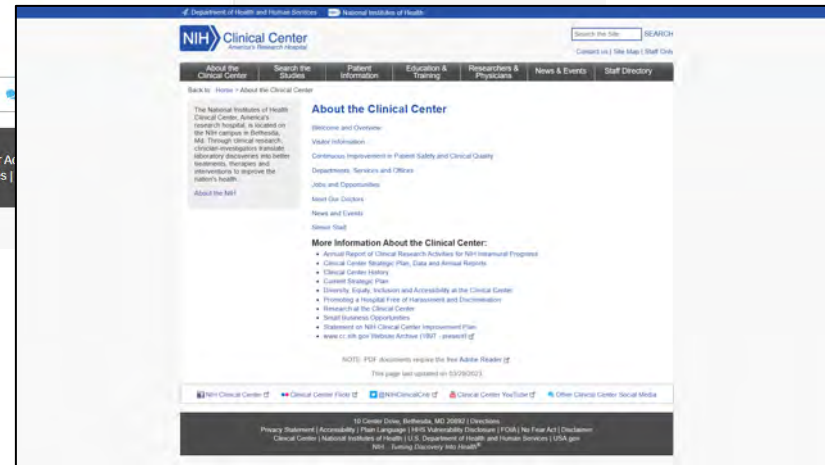 Department of Health and Human Services National Institutes of Health
NIH Clinical Center
America's Research Hospital
Search the Site SEARCH
Contact us | Site Map | Staff Only
About the Clinical Center
Search the Studies
Patient Information
Education & Training
Researchers & Physicians
News & Events
Staff Directory
Back to: Home > About the Clinical Center
The National Institutes of Health
Clinical Center, America's
research hospital, is located on
the NIH campus in Bethesda,
Md. Through clinical research,
clinician-investigators translate
laboratory discoveries into better
treatments, therapies and
interventions to improve the
nation's health.
About the NIH
About the Clinical Center
Welcome and Overview
Visitor Information
Continuous Improvement in Patient Safety and Clinical Quality
Departments, Services and Offices
Jobs and Opportunities
Meet Our Doctors
News and Events
Senior Staff
More Information About the Clinical Center:
• Annual Report of Clinical Research Activities for NIH Intramural Programs
• Clinical Center Strategic Plan, Data and Annual Reports
• Clinical Center History
• Current Strategic Plan
• Diversity, Equity, Inclusion and Accessibility at the Clinical Center
• Promoting a Hospital Free of Harassment and Discrimination
• Research at the Clinical Center
• Small Business Opportunities
• Statement on NIH Clinical Center Improvement Plan
• www.cc.nih.gov Website Archive (1997 - present)
NOTE: PDF documents require the free Adobe Reader
This page last updated on 03/29/2023
NIH Clinical Center Clinical Center Flickr @NIHClinicalCntr Clinical Center YouTube Other Clinical Center Social Media
10 Center Drive, Bethesda, MD 20892 | Directions
Privacy Statement | Accessibility | Plain Language | HHS Vulnerability Disclosure | FOIA | No Fear Act | Disclaimer
Clinical Center | National Institutes of Health | U.S. Department of Health and Human Services | USA.gov
NIH... Turning Discovery Into Health®